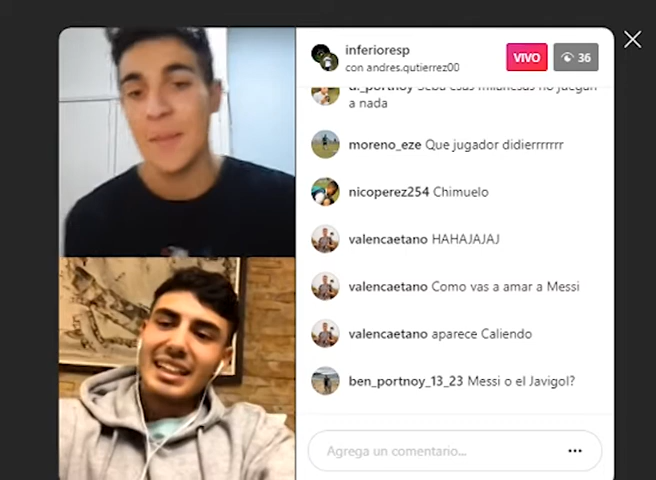 inferioresp
con andres.gutierrez00
VIVO
36
d._portnoy Seba esas milanesas no juegan
a nada
moreno_eze Que jugador didierrrrrrr
nicoperez254 Chimuelo
valencaetano HAHAJAJAJ
valencaetano Como vas a amar a Messi
valencaetano aparece Caliendo
ben_portnoy_13_23 Messi o el Javigol?
Agrega un comentario...